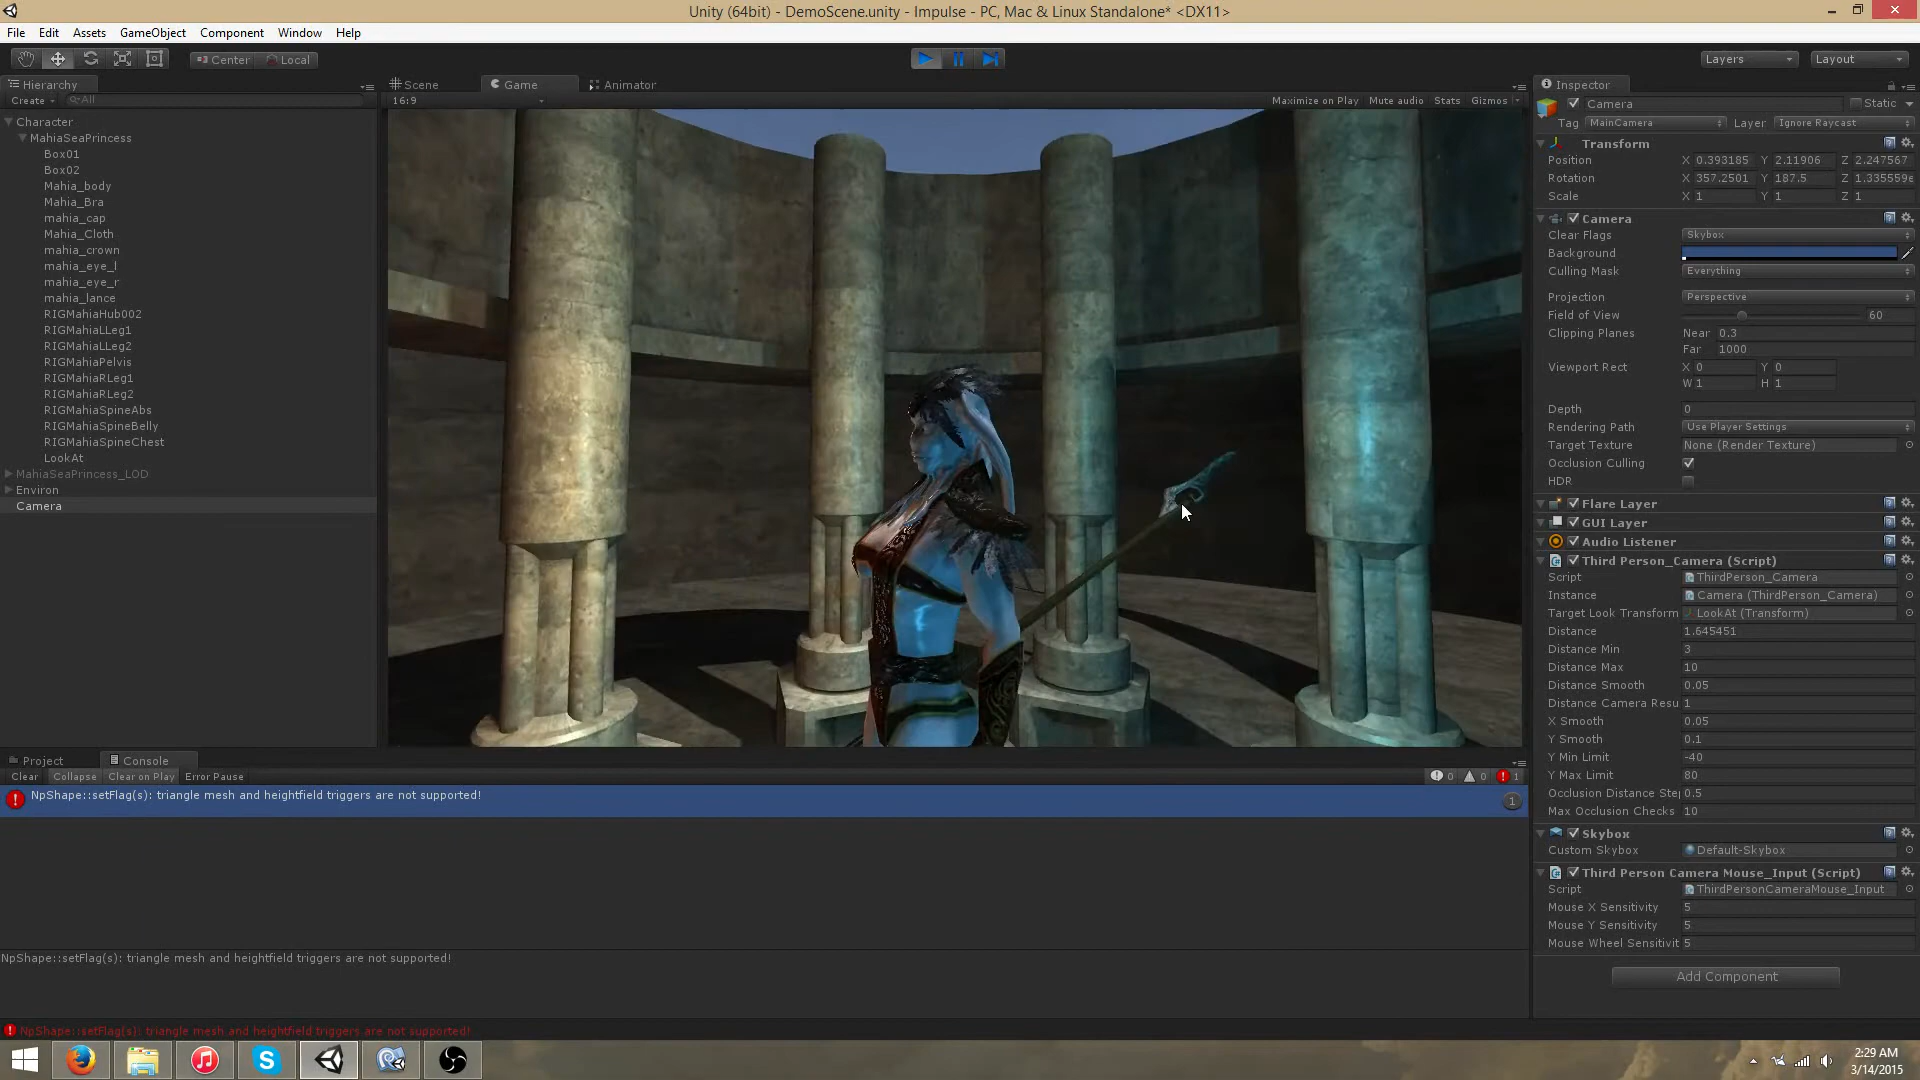 Unity (64bit) - DemoScene.unity - Impulse - PC, Mac & Linux Standalone* <DX11>
File Edit Assets GameObject Component Window Help
Center Local Layers Layout
Hierarchy
Create All
Character
MahiaSeaPrincess
Box01
Box02
Mahia_body
Mahia_Bra
mahia_cap
Mahia_Cloth
mahia_crown
mahia_eye_l
mahia_eye_r
mahia_lance
RIGMahiaHub002
RIGMahiaLLeg1
RIGMahiaLLeg2
RIGMahiaPelvis
RIGMahiaRLeg1
RIGMahiaRLeg2
RIGMahiaSpineAbs
RIGMahiaSpineBelly
RIGMahiaSpineChest
LookAt
MahiaSeaPrincess_LOD
Environ
Camera
Scene Game Animator
16:9 Maximize on Play Mute audio Stats Gizmos
Inspector
Camera Static
Tag MainCamera Layer Ignore Raycast
Transform
Position X 0.393185 Y 2.11906 Z 2.247567
Rotation X 357.2501 Y 187.5 Z 1.335559e
Scale X 1 Y 1 Z 1
Camera
Clear Flags Skybox
Background
Culling Mask Everything
Projection Perspective
Field of View 60
Clipping Planes Near 0.3
Far 1000
Viewport Rect X 0 Y 0
W 1 H 1
Depth 0
Rendering Path Use Player Settings
Target Texture None (Render Texture)
Occlusion Culling
HDR
Flare Layer
GUI Layer
Audio Listener
Third Person_Camera (Script)
Script ThirdPerson_Camera
Instance Camera (ThirdPerson_Camera)
Target Look Transform LookAt (Transform)
Distance 1.645451
Distance Min 3
Distance Max 10
Distance Smooth 0.05
Distance Camera Resu 1
X Smooth 0.05
Y Smooth 0.1
Y Min Limit -40
Y Max Limit 80
Occlusion Distance Step 0.5
Max Occlusion Checks 10
Skybox
Custom Skybox Default-Skybox
Third Person Camera Mouse_Input (Script)
Script ThirdPersonCameraMouse_Input
Mouse X Sensitivity 5
Mouse Y Sensitivity 5
Mouse Wheel Sensitivit 5
Add Component
Project Console
Clear Collapse Clear on Play Error Pause 0 0 1
NpShape::setFlag(s): triangle mesh and heightfield triggers are not supported! 1
NpShape::setFlag(s): triangle mesh and heightfield triggers are not supported!
NpShape::setFlag(s): triangle mesh and heightfield triggers are not supported!
2:29 AM
3/14/2015